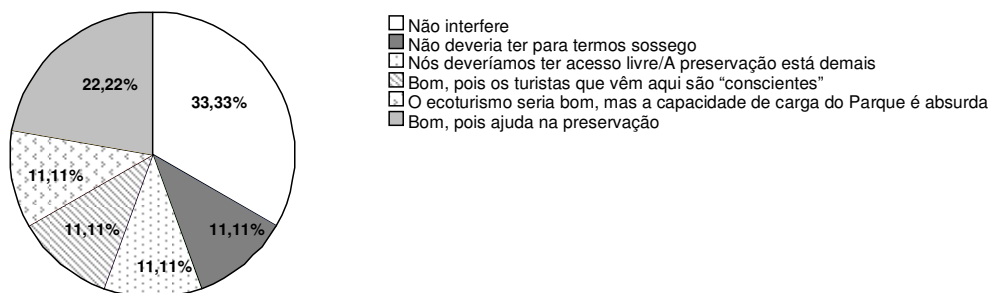 Não interfere
Não deveria ter para termos sossego
Nós deveríamos ter acesso livre/A preservação está demais
Bom, pois os turistas que vêm aqui são “conscientes”
O ecoturismo seria bom, mas a capacidade de carga do Parque é absurda
Bom, pois ajuda na preservação
22,22%
33,33%
11,11%
11,11%
11,11%
11,11%